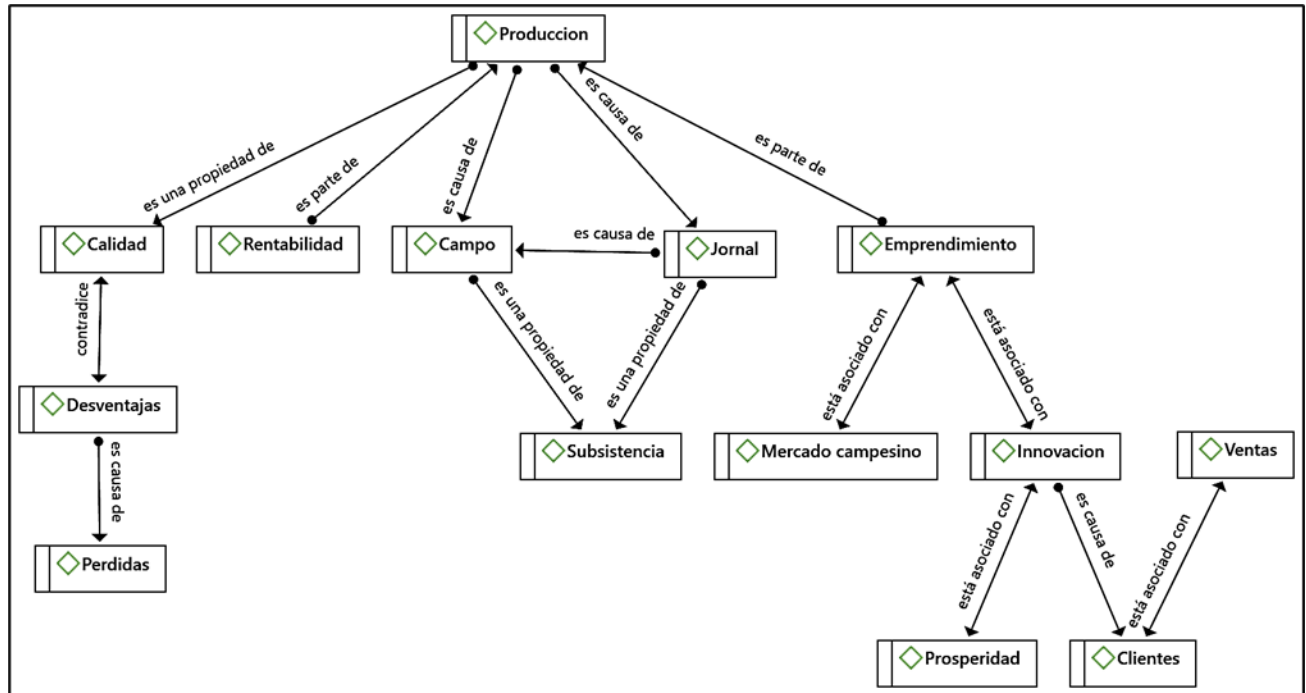 Produccion
es una propiedad de
es parte de
es causa de
es causa de
es parte de
Calidad
Rentabilidad
Campo
es causa de
Jornal
Emprendimiento
contradice
es una propiedad de
es una propiedad de
está asociado con
está asociado con
Desventajas
es causa de
Subsistencia
Mercado campesino
Innovacion
Ventas
está asociado con
es causa de
está asociado con
Perdidas
Prosperidad
Clientes